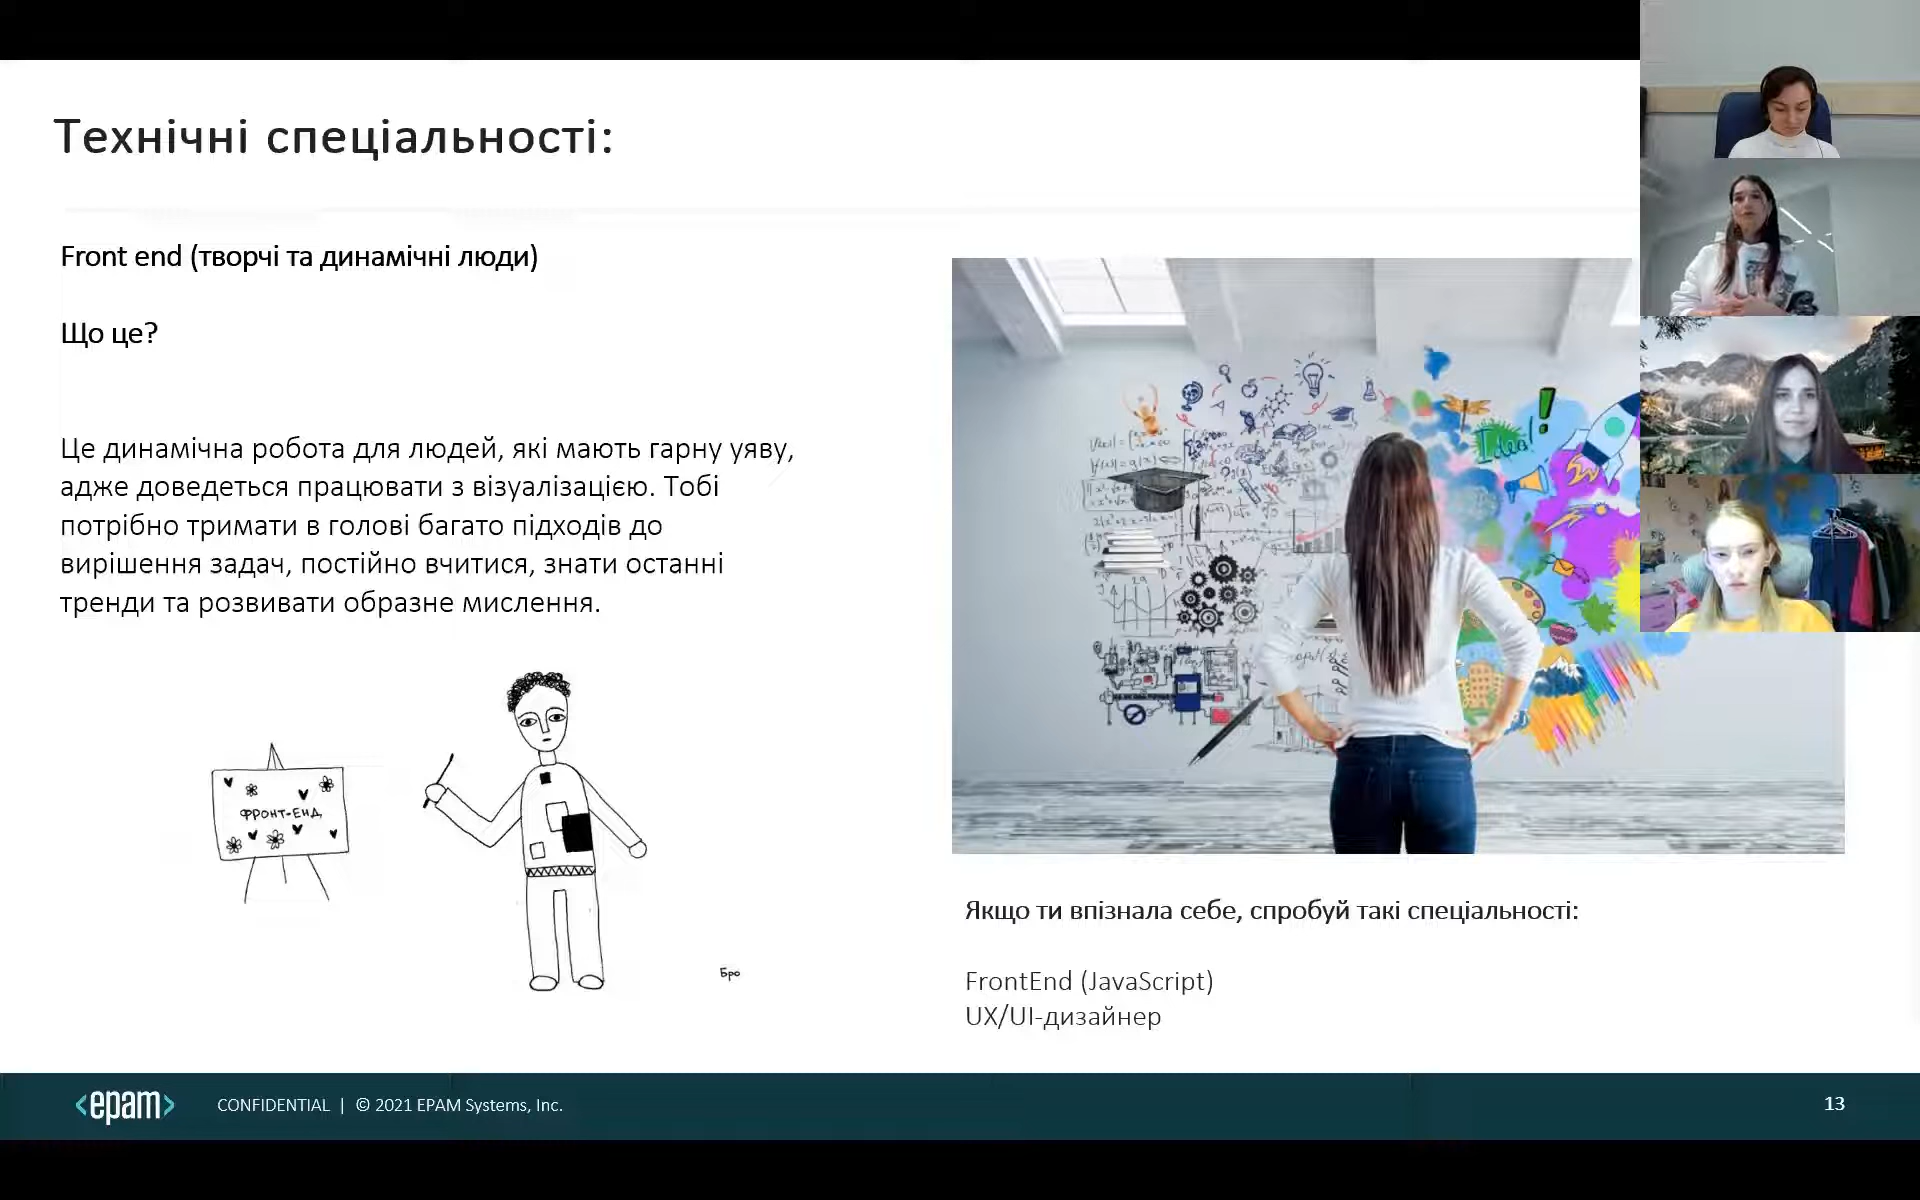 Технічні спеціальності:
Front end (творчі та динамічні люди)
Що це?
Це динамічна робота для людей, які мають гарну уяву,
адже доведеться працювати з візуалізацією. Тобі
потрібно тримати в голові багато підходів до
вирішення задач, постійно вчитися, знати останні
тренди та розвивати образне мислення.
ФРОНТ-ЕНД
Бро
Idea!
Якщо ти впізнала себе, спробуй такі спеціальності:
FrontEnd (JavaScript)
UX/UI-дизайнер
<epam> CONFIDENTIAL | © 2021 EPAM Systems, Inc.
13